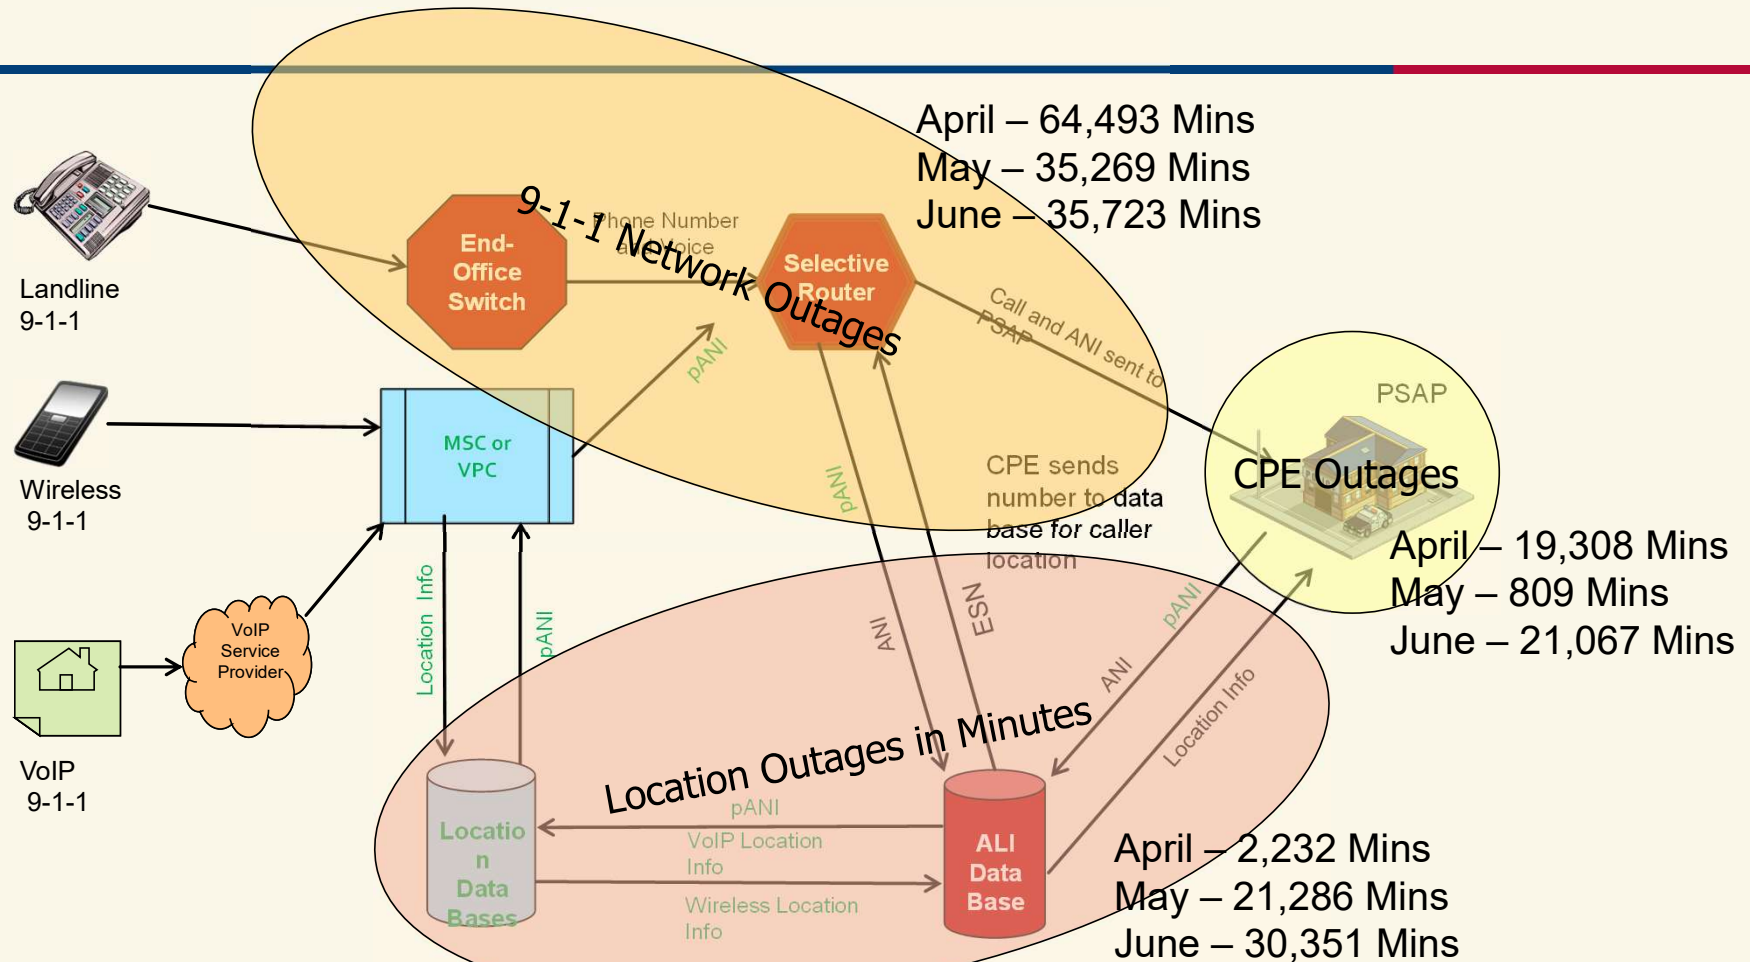 April – 64,493 Mins
May – 35,269 Mins
June – 35,723 Mins
9-1-1 Network Outages
Phone Number
and Voice
End-
Office
Switch
Selective
Router
Landline
9-1-1
Call and ANI sent to
PSAP
pANI
PSAP
CPE Outages
MSC or
VPC
Wireless
9-1-1
pANI
CPE sends
number to data
base for caller
location
April – 19,308 Mins
May – 809 Mins
June – 21,067 Mins
Location Info
pANI
ANI
ESN
pANI
ANI
Location Info
VoIP
Service
Provider
VoIP
9-1-1
Location Outages in Minutes
pANI
VoIP Location
Info
Wireless Location
Info
Locatio
n
Data
Bases
ALI
Data
Base
April – 2,232 Mins
May – 21,286 Mins
June – 30,351 Mins